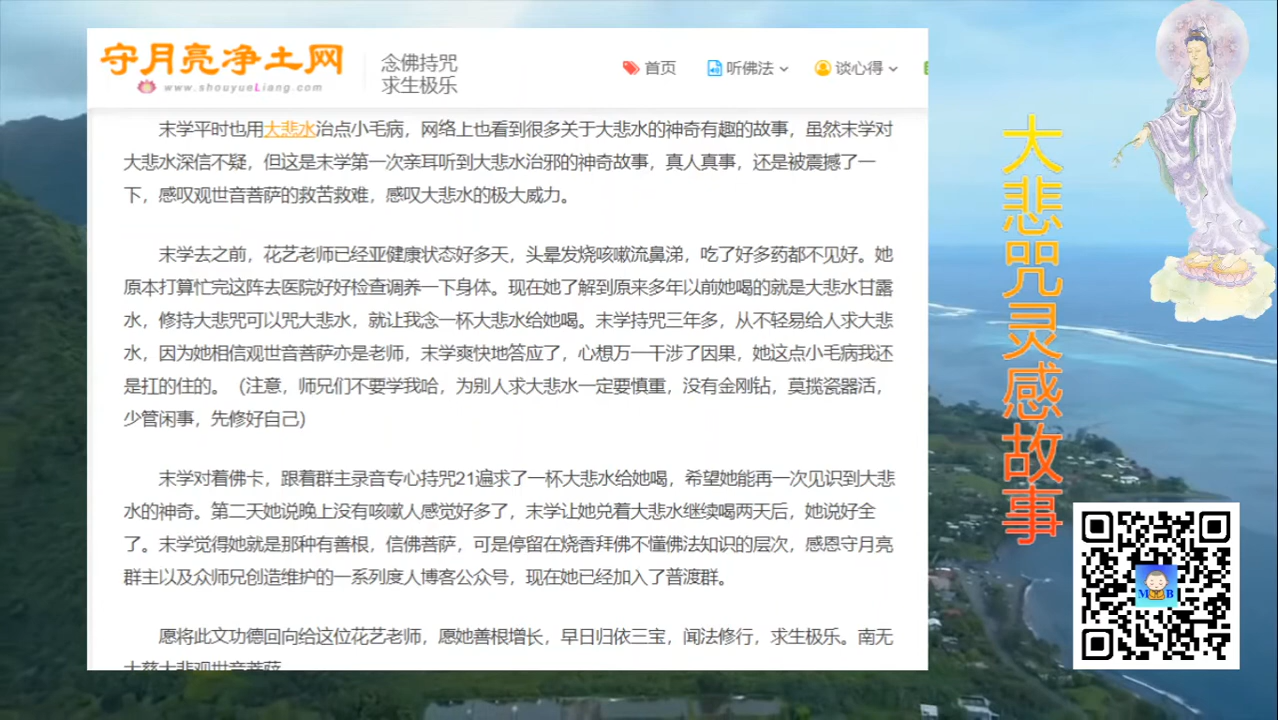 守月亮净土网
www.shouyueLiang.com
念佛持咒
求生极乐
首页
听佛法
谈心得
末学平时也用大悲水治点小毛病，网络上也看到很多关于大悲水的神奇有趣的故事，虽然末学对
大悲水深信不疑，但这是末学第一次亲耳听到大悲水治邪的神奇故事，真人真事，还是被震撼了一
下，感叹观世音菩萨的救苦救难，感叹大悲水的极大威力。
末学去之前，花艺老师已经亚健康状态好多天，头晕发烧咳嗽流鼻涕，吃了好多药都不见好。她
原本打算忙完这阵去医院好好检查调养一下身体。现在她了解到原来多年以前她喝的就是大悲水甘露
水，修持大悲咒可以咒大悲水，就让我念一杯大悲水给她喝。末学持咒三年多，从不轻易给人求大悲
水，因为她相信观世音菩萨亦是老师，末学爽快地答应了，心想万一干涉了因果，她这点小毛病我还
是扛的住的。（注意，师兄们不要学我哈，为别人求大悲水一定要慎重，没有金刚钻，莫揽瓷器活，
少管闲事，先修好自己)
末学对着佛卡，跟着群主录音专心持咒21遍求了一杯大悲水给她喝，希望她能再一次见识到大悲
水的神奇。第二天她说晚上没有咳嗽人感觉好多了，末学让她兑着大悲水继续喝两天后，她说好全
了。末学觉得她就是那种有善根，信佛菩萨，可是停留在烧香拜佛不懂佛法知识的层次，感恩守月亮
群主以及众师兄创造维护的一系列度人博客公众号，现在她已经加入了普渡群。
愿将此文功德回向给这位花艺老师，愿她善根增长，早日归依三宝，闻法修行，求生极乐。南无
大慈大悲观世音菩萨
大悲咒灵感故事
M B